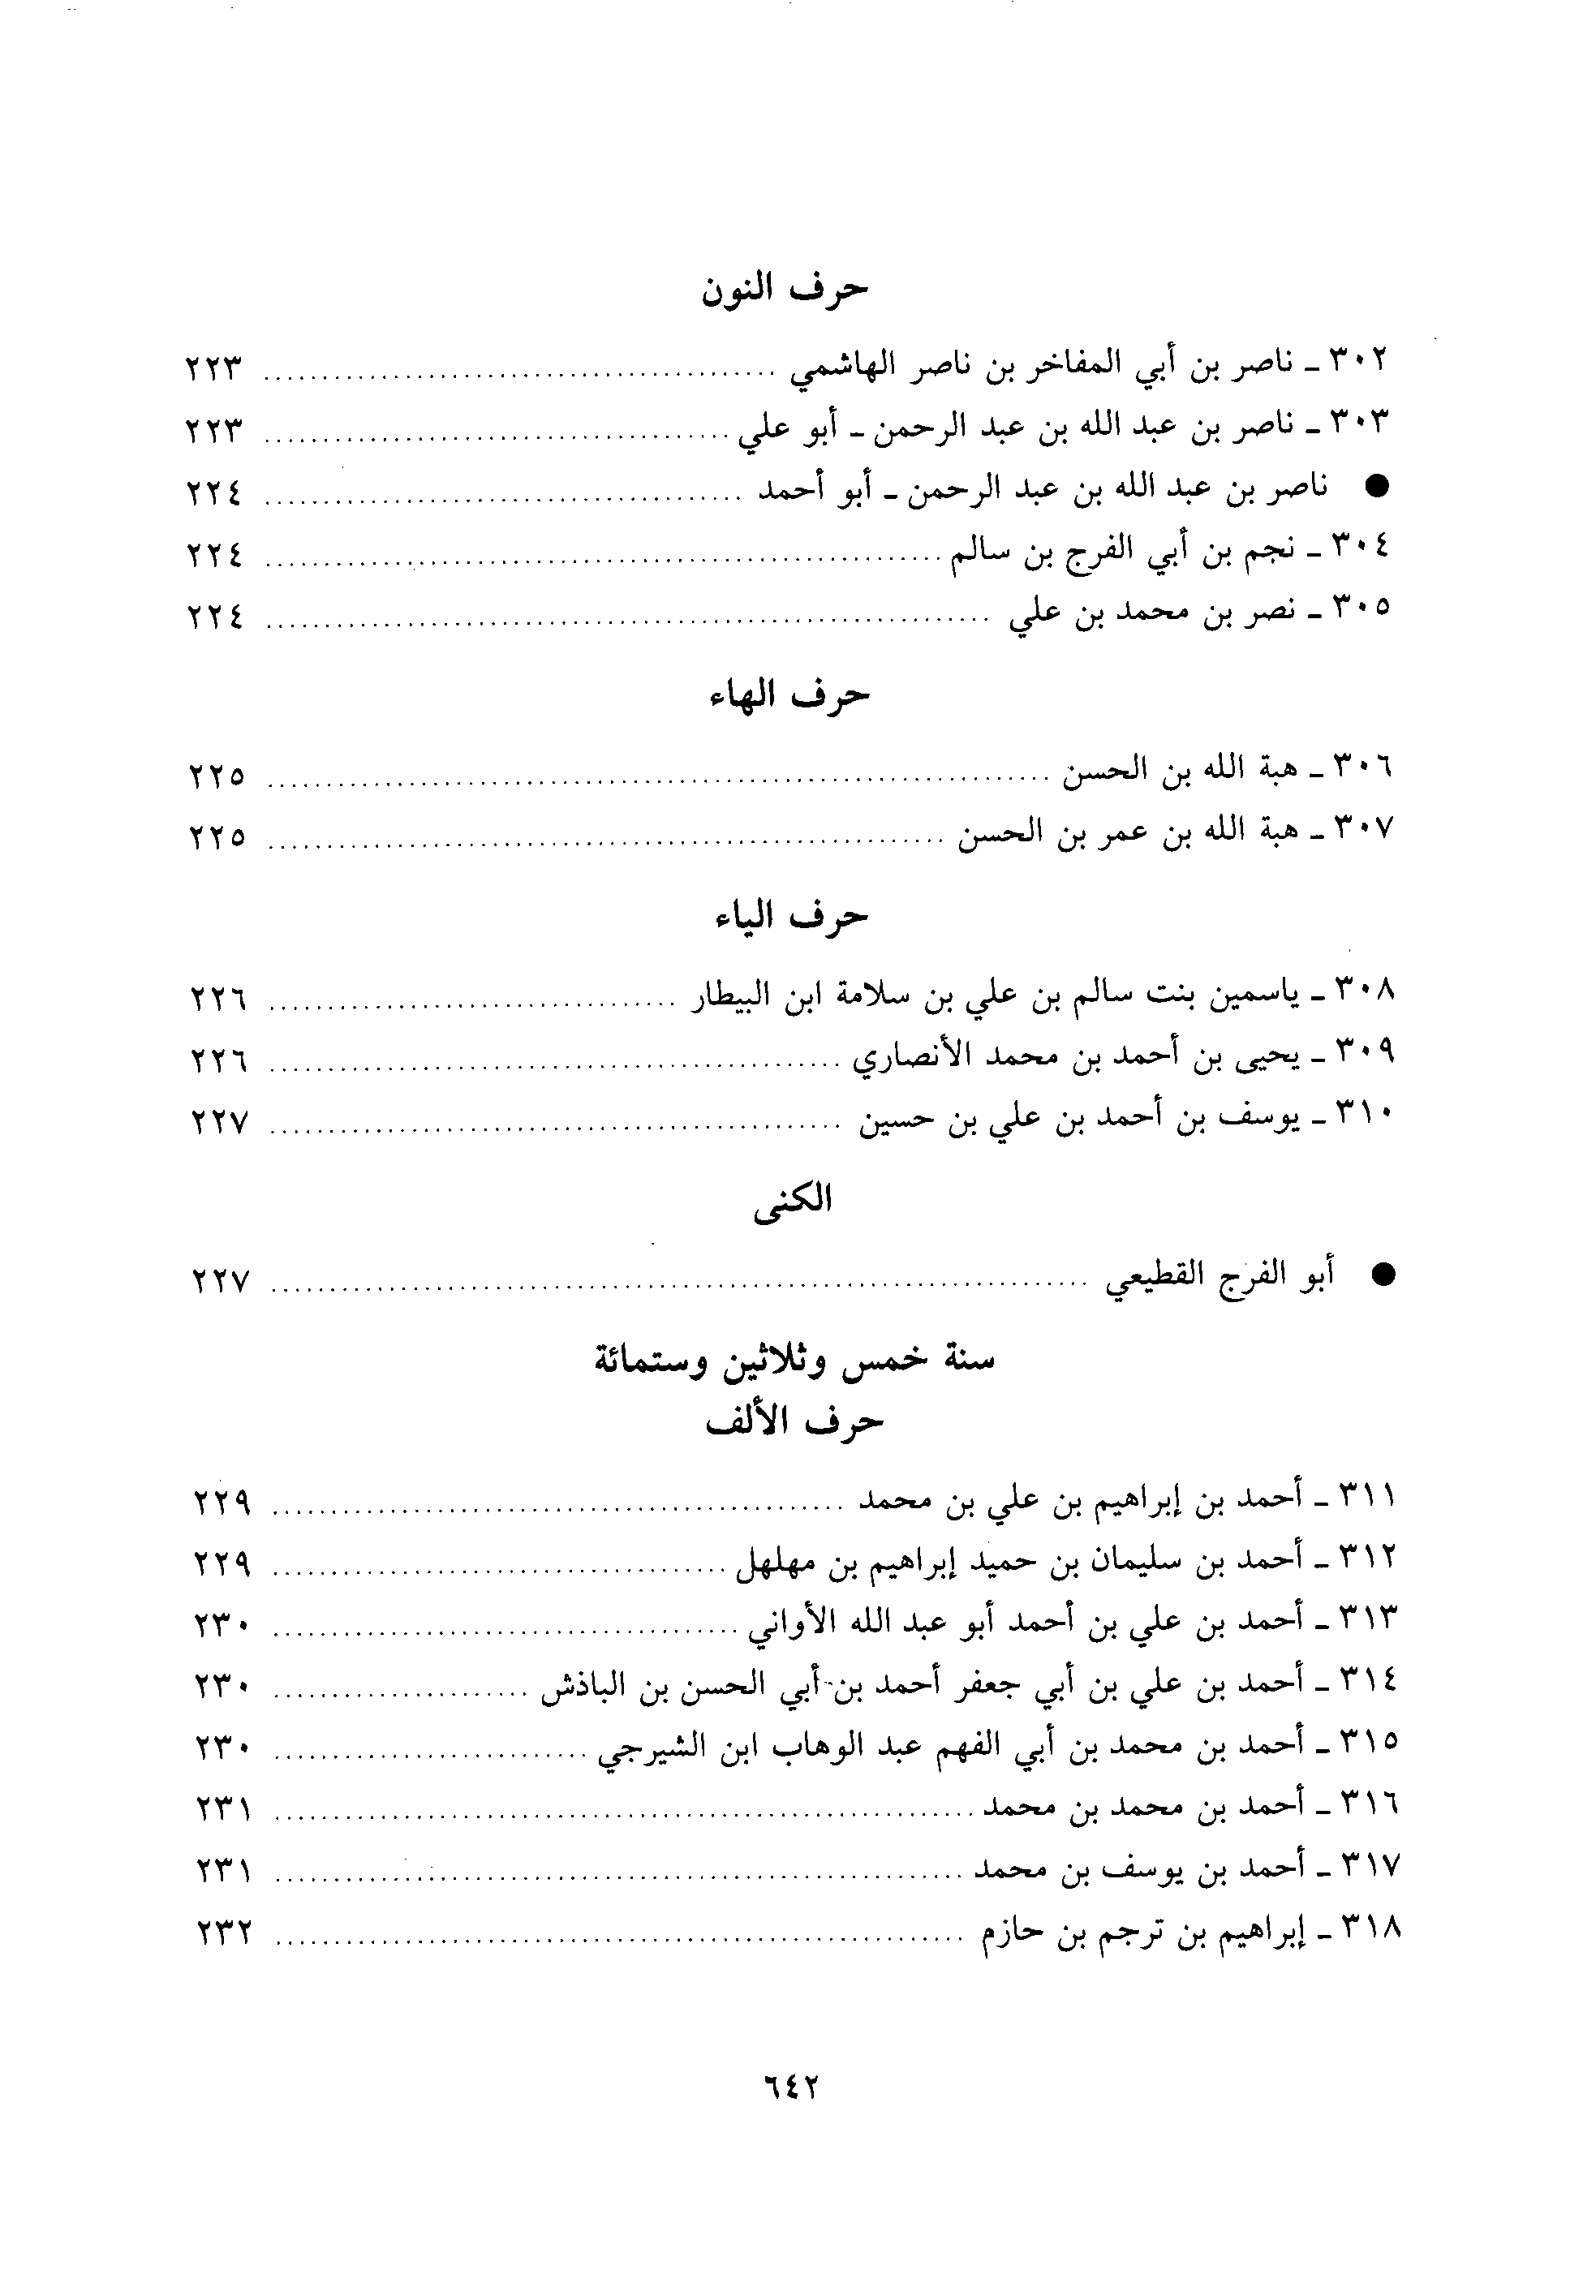 حرف النون
٣٠٢ ـ ناصر بن أبي المفاخر بن ناصر الهاشمي ........ ٢٢٣
٣٠٣ ـ ناصر بن عبد الله بن عبد الرحمن ـ أبو علي ........ ٢٢٣
● ناصر بن عبد الله بن عبد الرحمن ـ أبو أحمد ........ ٢٢٤
٣٠٤ ـ نجم بن أبي الفرج بن سالم ........ ٢٢٤
٣٠٥ ـ نصر بن محمد بن علي ........ ٢٢٤
حرف الهاء
٣٠٦ ـ هبة الله بن الحسن ........ ٢٢٥
٣٠٧ ـ هبة الله بن عمر بن الحسن ........ ٢٢٥
حرف الياء
٣٠٨ ـ ياسمين بنت سالم بن علي بن سلامة ابن البيطار ........ ٢٢٦
٣٠٩ ـ يحيى بن أحمد بن محمد الأنصاري ........ ٢٢٦
٣١٠ ـ يوسف بن أحمد بن علي بن حسين ........ ٢٢٧
الكنى
● أبو الفرج القطيعي ........ ٢٢٧
سنة خمس وثلاثين وستمائة
حرف الألف
٣١١ ـ أحمد بن إبراهيم بن علي بن محمد ........ ٢٢٩
٣١٢ ـ أحمد بن سليمان بن حميد إبراهيم بن مهلهل ........ ٢٢٩
٣١٣ ـ أحمد بن علي بن أحمد أبو عبد الله الأواني ........ ٢٣٠
٣١٤ ـ أحمد بن علي بن أبي جعفر أحمد بن أبي الحسن بن الباذش ........ ٢٣٠
٣١٥ ـ أحمد بن محمد بن أبي الفهم عبد الوهاب ابن الشيرجي ........ ٢٣٠
٣١٦ ـ أحمد بن محمد بن محمد ........ ٢٣١
٣١٧ ـ أحمد بن يوسف بن محمد ........ ٢٣١
٣١٨ ـ إبراهيم بن ترجم بن حازم ........ ٢٣٢
٦٤٢